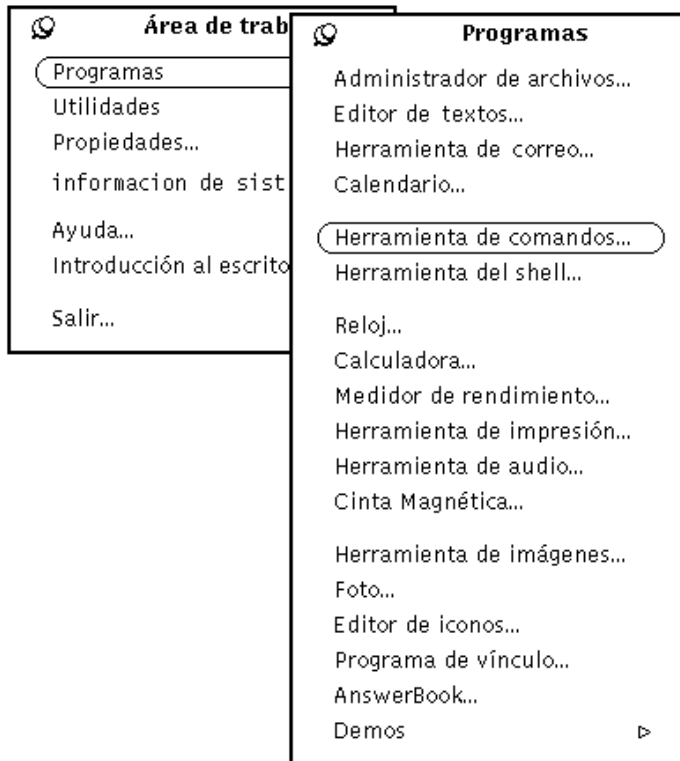 Área de trab
Programas
Utilidades
Propiedades...
informacion de sist
Ayuda...
Introducción al escrito
Salir...
Programas
Administrador de archivos...
Editor de textos...
Herramienta de correo...
Calendario...
Herramienta de comandos...
Herramienta del shell...
Reloj...
Calculadora...
Medidor de rendimiento...
Herramienta de impresión...
Herramienta de audio...
Cinta Magnética...
Herramienta de imágenes...
Foto...
Editor de iconos...
Programa de vínculo...
AnswerBook...
Demos